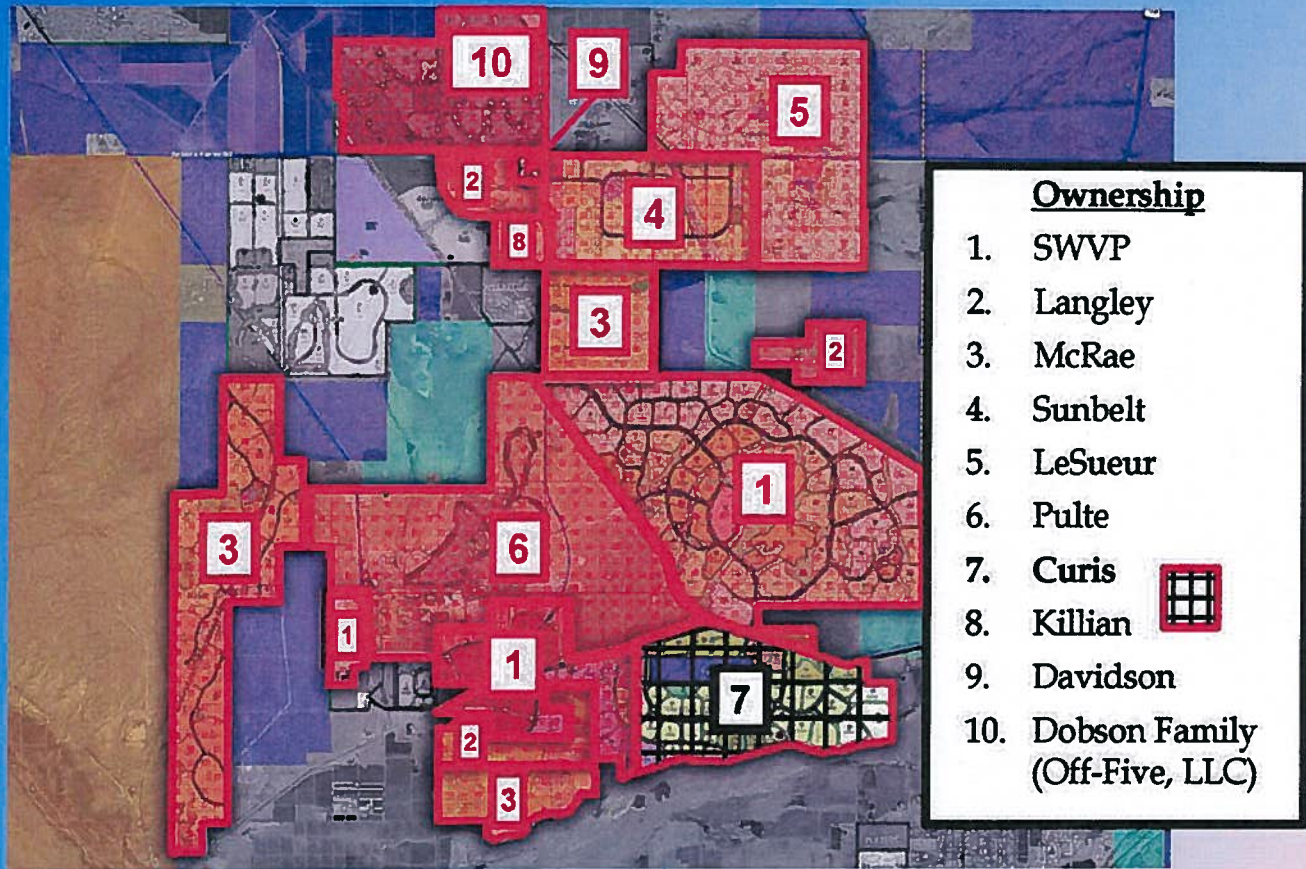 10
9
5
2
4
8
3
2
1
3
6
1
1
7
2
3
Ownership
1. SWVP
2. Langley
3. McRae
4. Sunbelt
5. LeSueur
6. Pulte
7. Curis
8. Killian
9. Davidson
10. Dobson Family
(Off-Five, LLC)